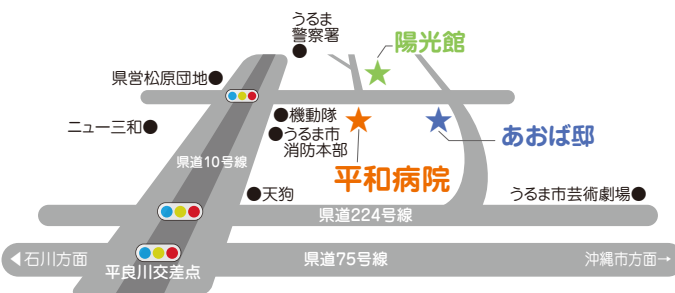 うるま
警察署
陽光館
県営松原団地
機動隊
ニュー三和
うるま市
消防本部
あおば邸
県道10号線
平和病院
天狗
うるま市芸術劇場
県道224号線
石川方面
県道75号線
沖縄市方面→
平良川交差点